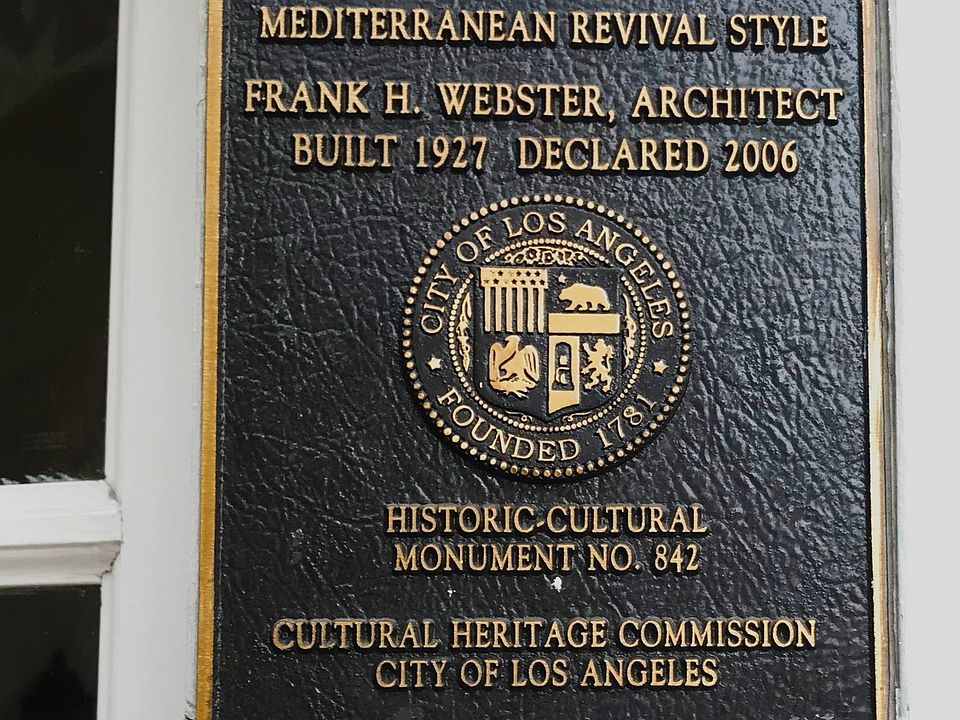 MEDITERRANEAN REVIVAL STYLE
FRANK H. WEBSTER, ARCHITECT
BUILT 1927 DECLARED 2006
CITY OF LOS ANGELES
FOUNDED 1781
HISTORIC-CULTURAL
MONUMENT NO. 842
CULTURAL HERITAGE COMMISSION
CITY OF LOS ANGELES